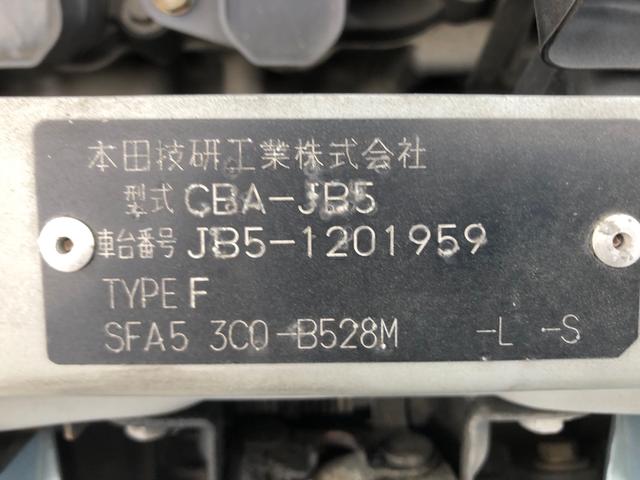 本田技研工業株式会社
型式 CBA-JB5
車台番号 JB5-1201959
TYPE F
SFA5 3C0-B528M -L -S